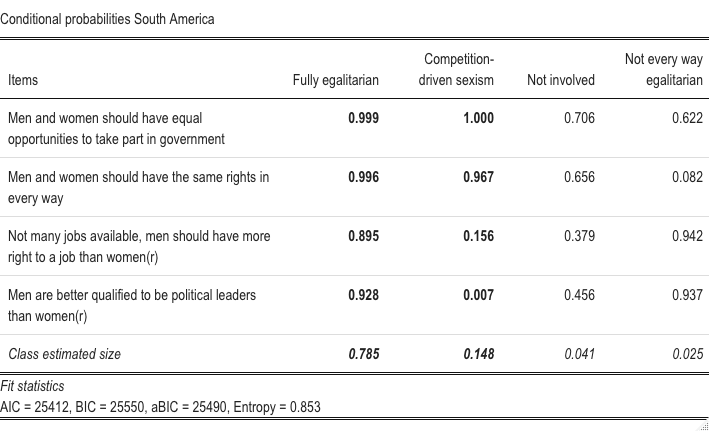 Conditional probabilities South America
Competition-
Not every way
Items Fully egalitarian driven sexism Not involved egalitarian
Men and women should have equal 0.999 1.000 0.706 0.622
opportunities to take part in government
Men and women should have the same rights in 0.996 0.967 0.656 0.082
every way
Not many jobs available, men should have more 0.895 0.156 0.379 0.942
right to a job than women(r)
Men are better qualified to be political leaders 0.928 0.007 0.456 0.937
than women(r)
Class estimated size 0.785 0.148 0.041 0.025
Fit statistics
AIC = 25412, BIC = 25550, aBIC = 25490, Entropy = 0.853